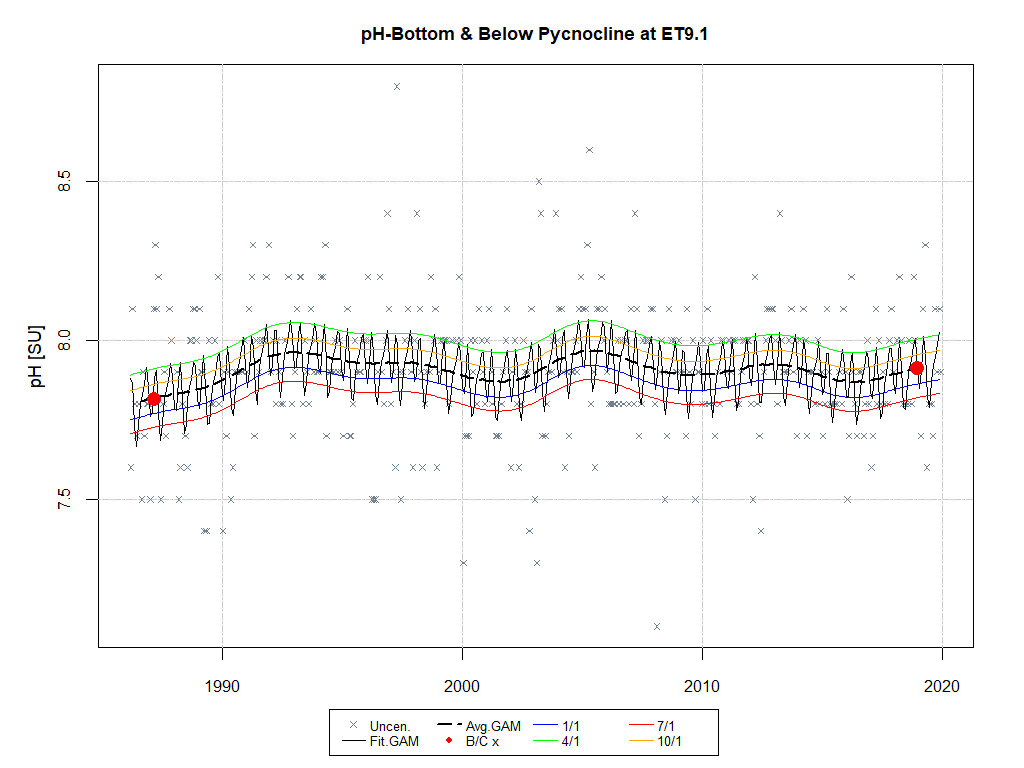 pH-Bottom & Below Pycnocline at ET9.1
pH [SU]
8.5
8.0
7.5
1990 2000 2010 2020
Uncen. Avg.GAM 1/1 7/1
Fit.GAM B/C x 4/1 10/1